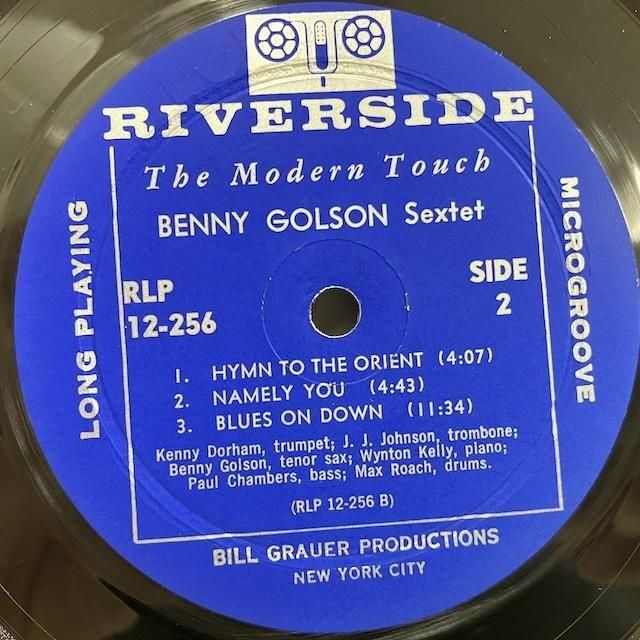 RIVERSIDE
The Modern Touch
BENNY GOLSON Sextet
LONG PLAYING
MICROGROOVE
RLP
12-256
SIDE
2
1. HYMN TO THE ORIENT (4:07)
2. NAMELY YOU (4:43)
3. BLUES ON DOWN (11:34)
Kenny Dorham, trumpet; J. J. Johnson, trombone;
Benny Golson, tenor sax; Wynton Kelly, piano;
Paul Chambers, bass; Max Roach, drums.
(RLP 12-256 B)
BILL GRAUER PRODUCTIONS
NEW YORK CITY